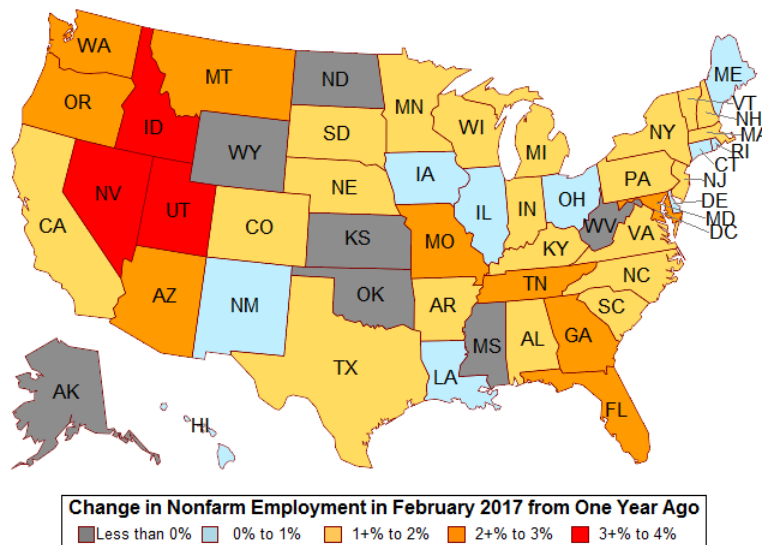 WA
MT
ND
ME
OR
MN
VT
NH
ID
SD
WI
NY
MA
WY
MI
RI
IA
CT
NE
PA
NJ
NV
UT
IL
IN
OH
DE
CA
CO
WV
VA
MD
KS
MO
KY
DC
AZ
NM
OK
AR
TN
NC
SC
MS
AL
GA
TX
LA
AK
FL
HI
Change in Nonfarm Employment in February 2017 from One Year Ago
Less than 0% 0% to 1% 1+% to 2% 2+% to 3% 3+% to 4%